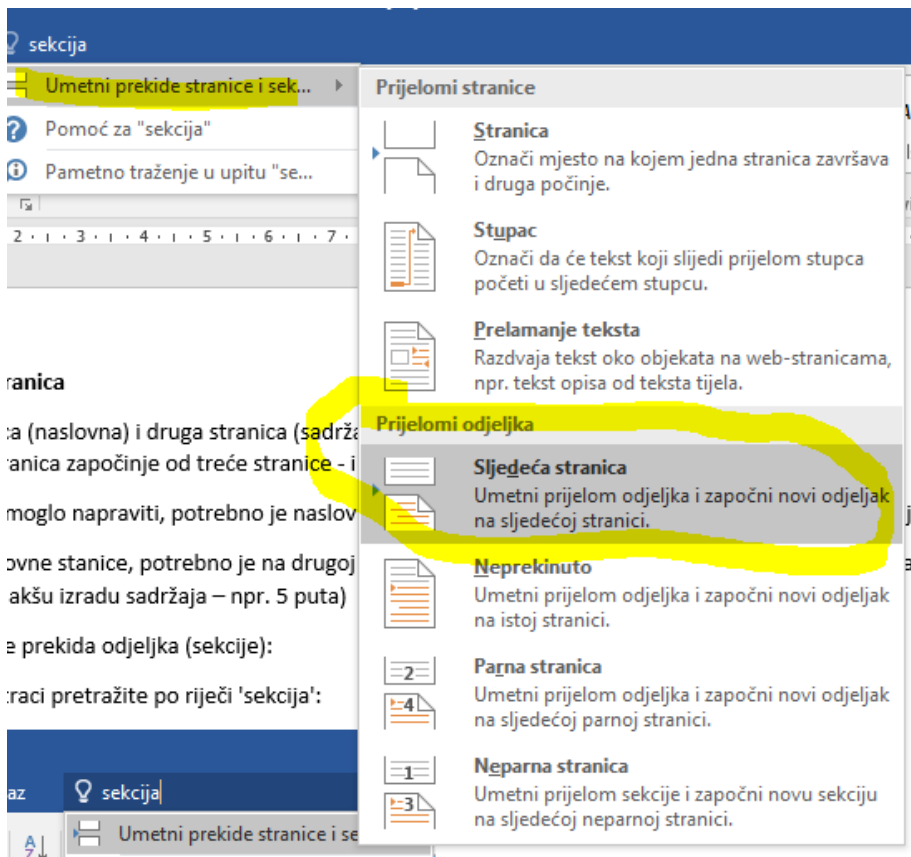 sekcija
Umetni prekide stranice i sek...
Pomoć za "sekcija"
Pametno traženje u upitu "se...
2 · 3 · 4 · 5 · 6 · 7 ·
Prijelomi stranice
Stranica
Označi mjesto na kojem jedna stranica završava
i druga počinje.
Stupac
Označi da će tekst koji slijedi prijelom stupca
početi u sljedećem stupcu.
Prelamanje teksta
Razdvaja tekst oko objekata na web-stranicama,
npr. tekst opisa od teksta tijela.
Prijelomi odjeljka
Sljedeća stranica
Umetni prijelom odjeljka i započni novi odjeljak
na sljedećoj stranici.
Neprekinuto
Umetni prijelom odjeljka i započni novi odjeljak
na istoj stranici.
2
4
Parna stranica
Umetni prijelom odjeljka i započni novi odjeljak
na sljedećoj parnoj stranici.
1
3
Neparna stranica
Umetni prijelom sekcije i započnu novu sekciju
na sljedećoj neparnoj stranici.
ranica
ca (naslovna) i druga stranica (sadrža
ranica započinje od treće stranice - i
moglo napraviti, potrebno je naslov
ovne stanice, potrebno je na drugoj
akšu izradu sadržaja – npr. 5 puta)
e prekida odjeljka (sekcije):
traci pretražite po riječi 'sekcija':
az
sekcija
A
Z
Umetni prekide stranice i se